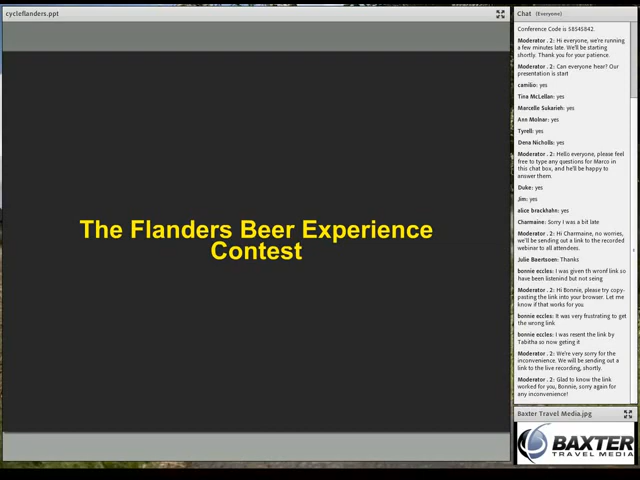 cycleflanders.ppt
The Flanders Beer Experience
Contest
Chat (Everyone)
Conference Code is 58545842.
Moderator . 2: Hi everyone, we're running
a few minutes late. We'll be starting
shortly. Thank you for your patience.
Moderator . 2: Can everyone hear? Our
presentation is start
camilio: yes
Tina McLellan: yes
Marcelle Sukarieh: yes
Ann Molnar: yes
Tyrell: yes
Dena Nicholls: yes
Moderator . 2: Hello everyone, please feel
free to type any questions for Marco in
this chat box, and he'll be happy to
answer them.
Duke: yes
Jim: yes
alice brackhahn: yes
Charmaine: Sorry I was a bit late
Moderator . 2: Hi Charmaine, no worries,
we'll be sending out a link to the recorded
webinar to all attendees.
Julie Baertsoen: Thanks
bonnie eccles: I was given th wronf link so
have been listenind but not seing
Moderator . 2: Hi Bonnie, please try copy-
pasting the link into your browser. Let me
know if that works for you.
bonnie eccles: It was very frustrating to get
the wrong link
bonnie eccles: I was resent the link by
Tabitha so now geting it
Moderator . 2: We're very sorry for the
inconvenience. We will be sending out a
link to the live recording, shortly.
Moderator . 2: Glad to know the link
worked for you, Bonnie, sorry again for
any inconvenience!
Baxter Travel Media.jpg
BAXTER
TRAVEL MEDIA